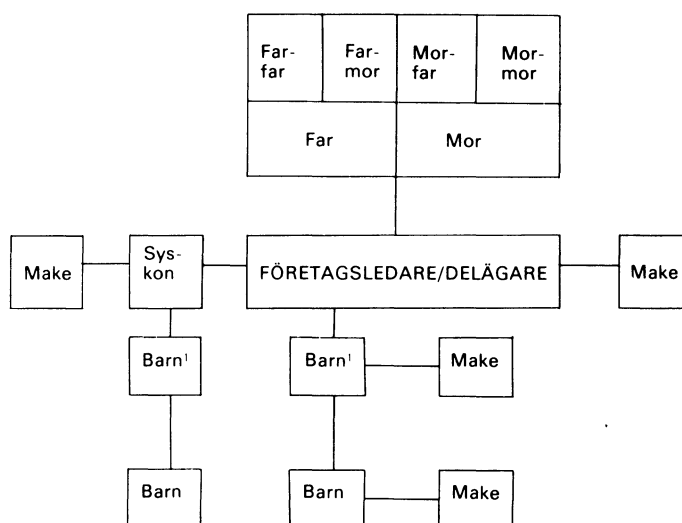 Far-
far
Far-
mor
Mor-
far
Mor-
mor
Far
Mor
Make
Sys-
kon
FÖRETAGSLEDARE/DELÄGARE
Make
Barn¹
Barn¹
Make
Barn
Barn
Make